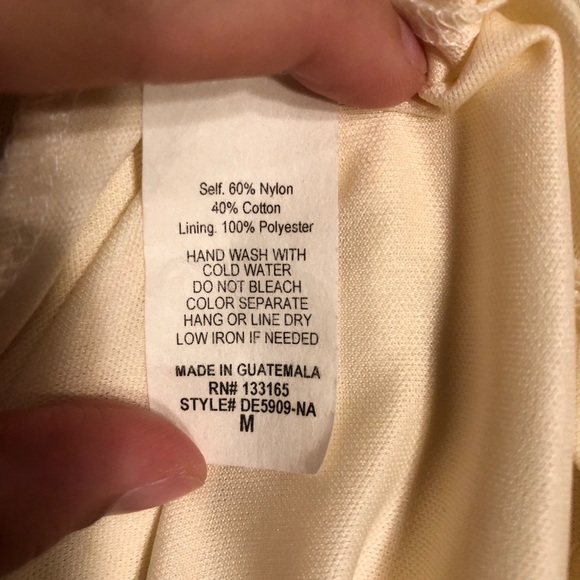 Self. 60% Nylon
40% Cotton
Lining. 100% Polyester
HAND WASH WITH
COLD WATER
DO NOT BLEACH
COLOR SEPARATE
HANG OR LINE DRY
LOW IRON IF NEEDED
MADE IN GUATEMALA
RN# 133165
STYLE# DE5909-NA
M